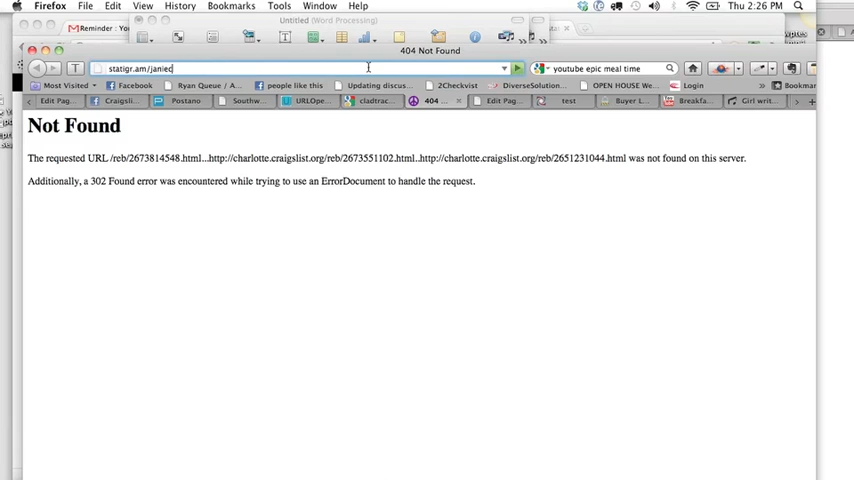 Firefox File Edit View History Bookmarks Tools Window Help Thu 2:26 PM
Untitled (Word Processing)
Reminder : Yo
404 Not Found
statigr.am/janiec
youtube epic meal time
Most Visited Facebook Ryan Queue / A... people like this Updating discus... 2Checkvist DiverseSolution... OPEN HOUSE We... Login Bookmar
Edit Pag... Craigsli... Postano Southw... URLOpe... cladtrac... 404 ... Edit Pag... test Buyer L... Breakfa... Girl writ...
Not Found
The requested URL /reb/2673814548.html...http://charlotte.craigslist.org/reb/2673551102.html..http://charlotte.craigslist.org/reb/2651231044.html was not found on this server.
Additionally, a 302 Found error was encountered while trying to use an ErrorDocument to handle the request.